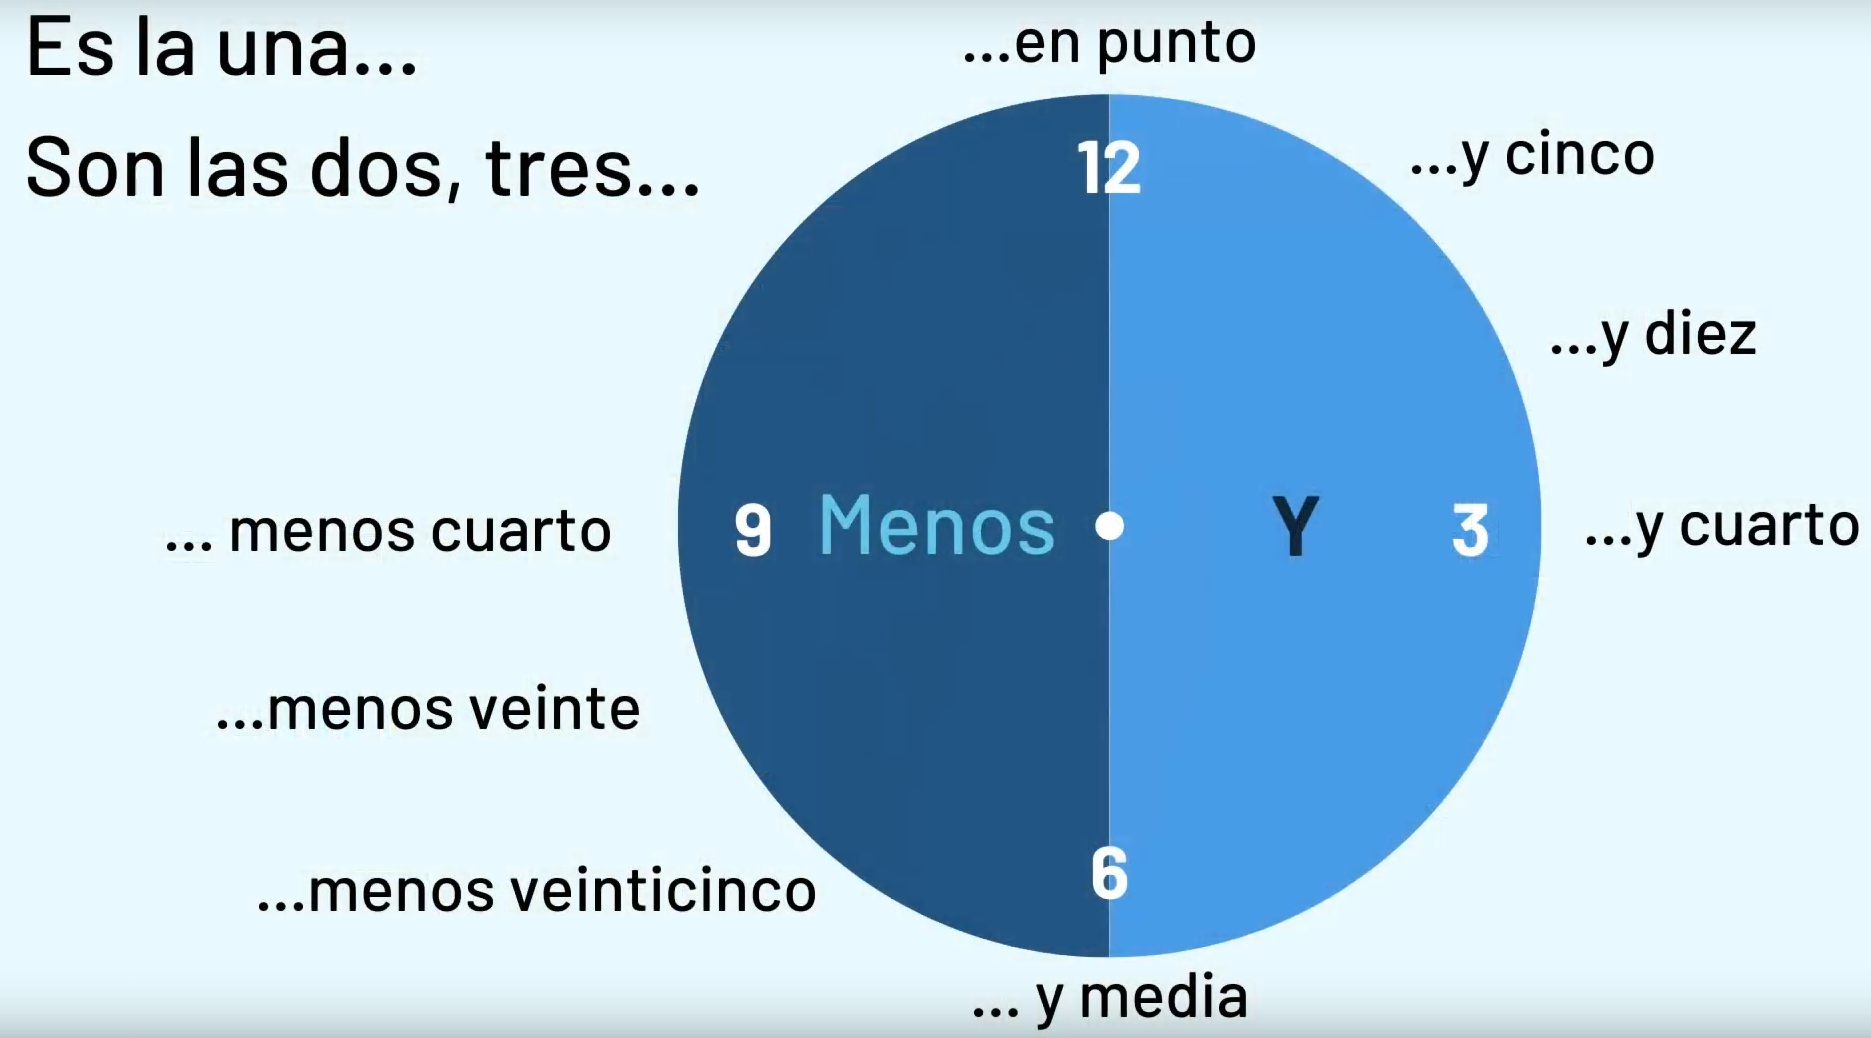 Es la una...
Son las dos, tres...
...en punto
12
...y cinco
...y diez
... menos cuarto
9
Menos
Y
3
...y cuarto
...menos veinte
...menos veinticinco
6
... y media